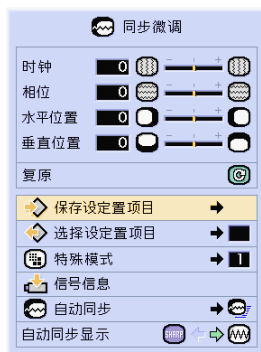 同步微调
时钟 0
相位 0
水平位置 0
垂直位置 0
复原
保存设定置项目
选择设定置项目
特殊模式 1
信号信息
自动同步
自动同步显示 SHARP